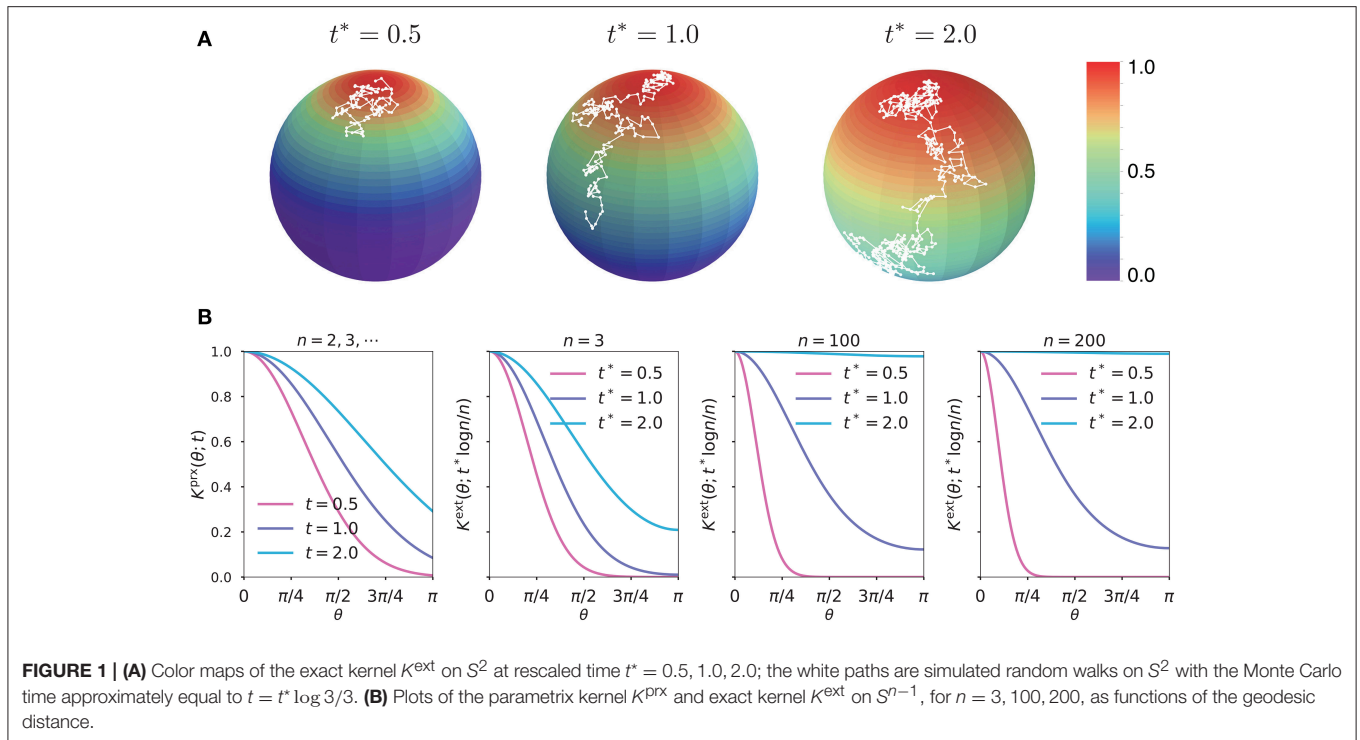 A
t* = 0.5
t* = 1.0
t* = 2.0
1.0
0.5
0.0
B
n = 2, 3, ⋯
K^prx(θ; t)
1.0
0.8
0.6
0.4
0.2
0.0
t = 0.5
t = 1.0
t = 2.0
0 π/4 π/2 3π/4 π
θ
n = 3
K^ext(θ; t* logn/n)
t* = 0.5
t* = 1.0
t* = 2.0
0 π/4 π/2 3π/4 π
θ
n = 100
K^ext(θ; t* logn/n)
t* = 0.5
t* = 1.0
t* = 2.0
0 π/4 π/2 3π/4 π
θ
n = 200
K^ext(θ; t* logn/n)
t* = 0.5
t* = 1.0
t* = 2.0
0 π/4 π/2 3π/4 π
θ
FIGURE 1 | (A) Color maps of the exact kernel K^ext on S^2 at rescaled time t* = 0.5, 1.0, 2.0; the white paths are simulated random walks on S^2 with the Monte Carlo
time approximately equal to t = t* log 3/3. (B) Plots of the parametrix kernel K^prx and exact kernel K^ext on S^{n−1}, for n = 3, 100, 200, as functions of the geodesic
distance.